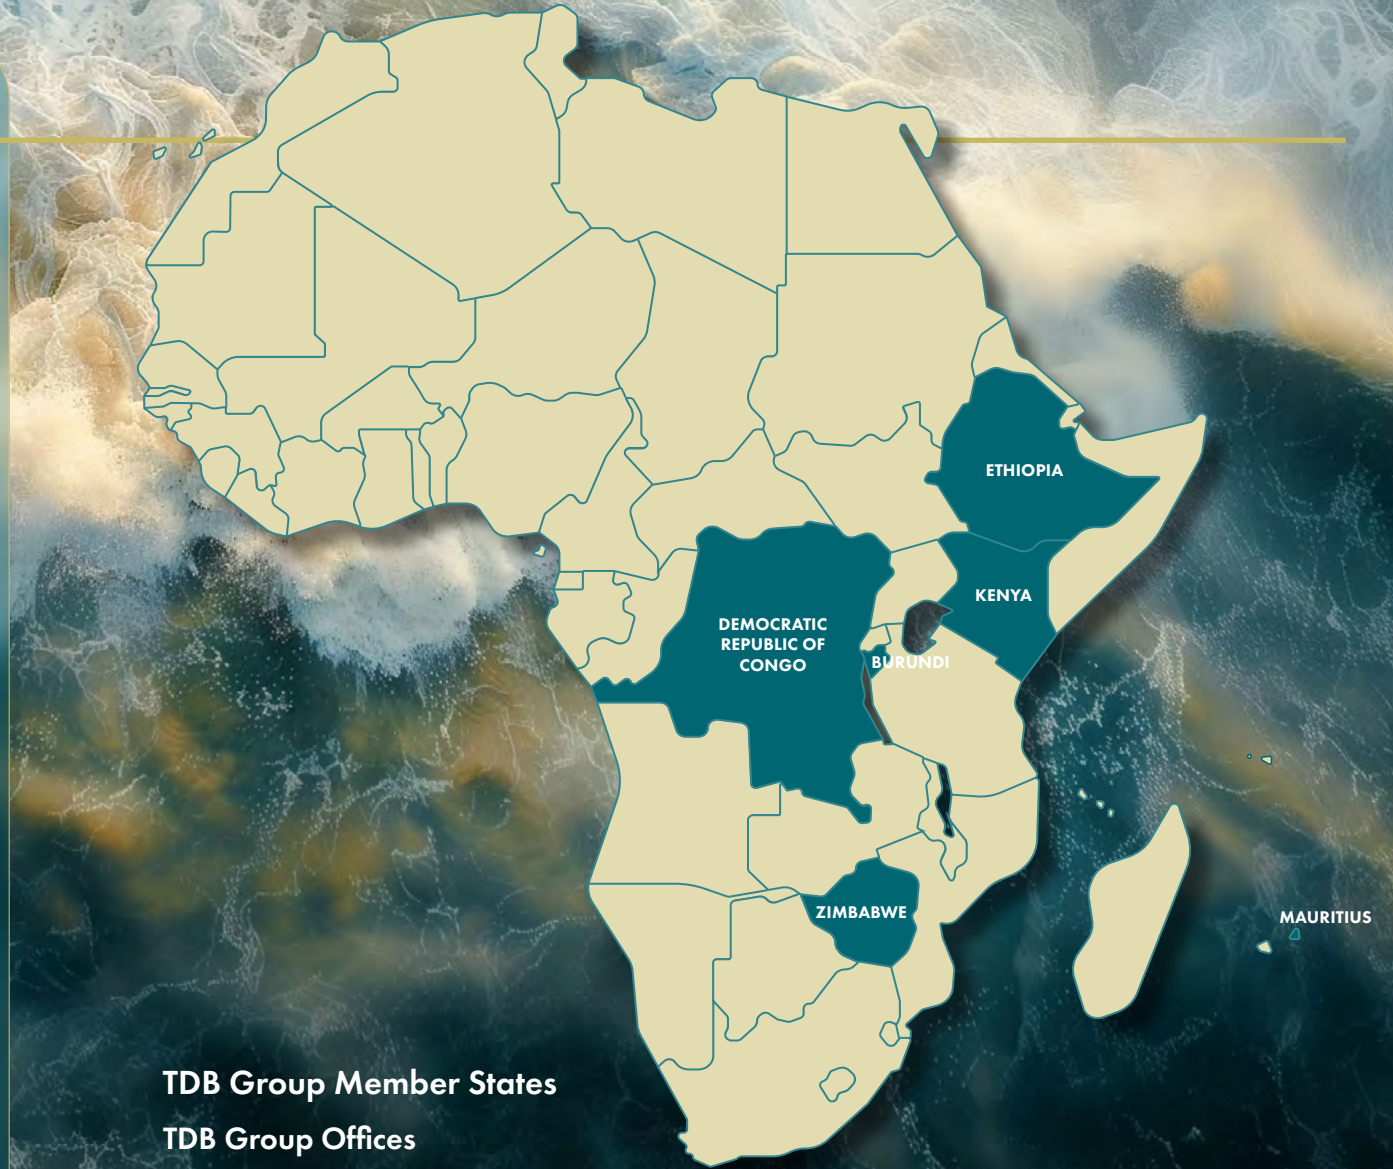 ETHIOPIA
KENYA
DEMOCRATIC
REPUBLIC OF
CONGO
BURUNDI
ZIMBABWE
MAURITIUS
TDB Group Member States
TDB Group Offices